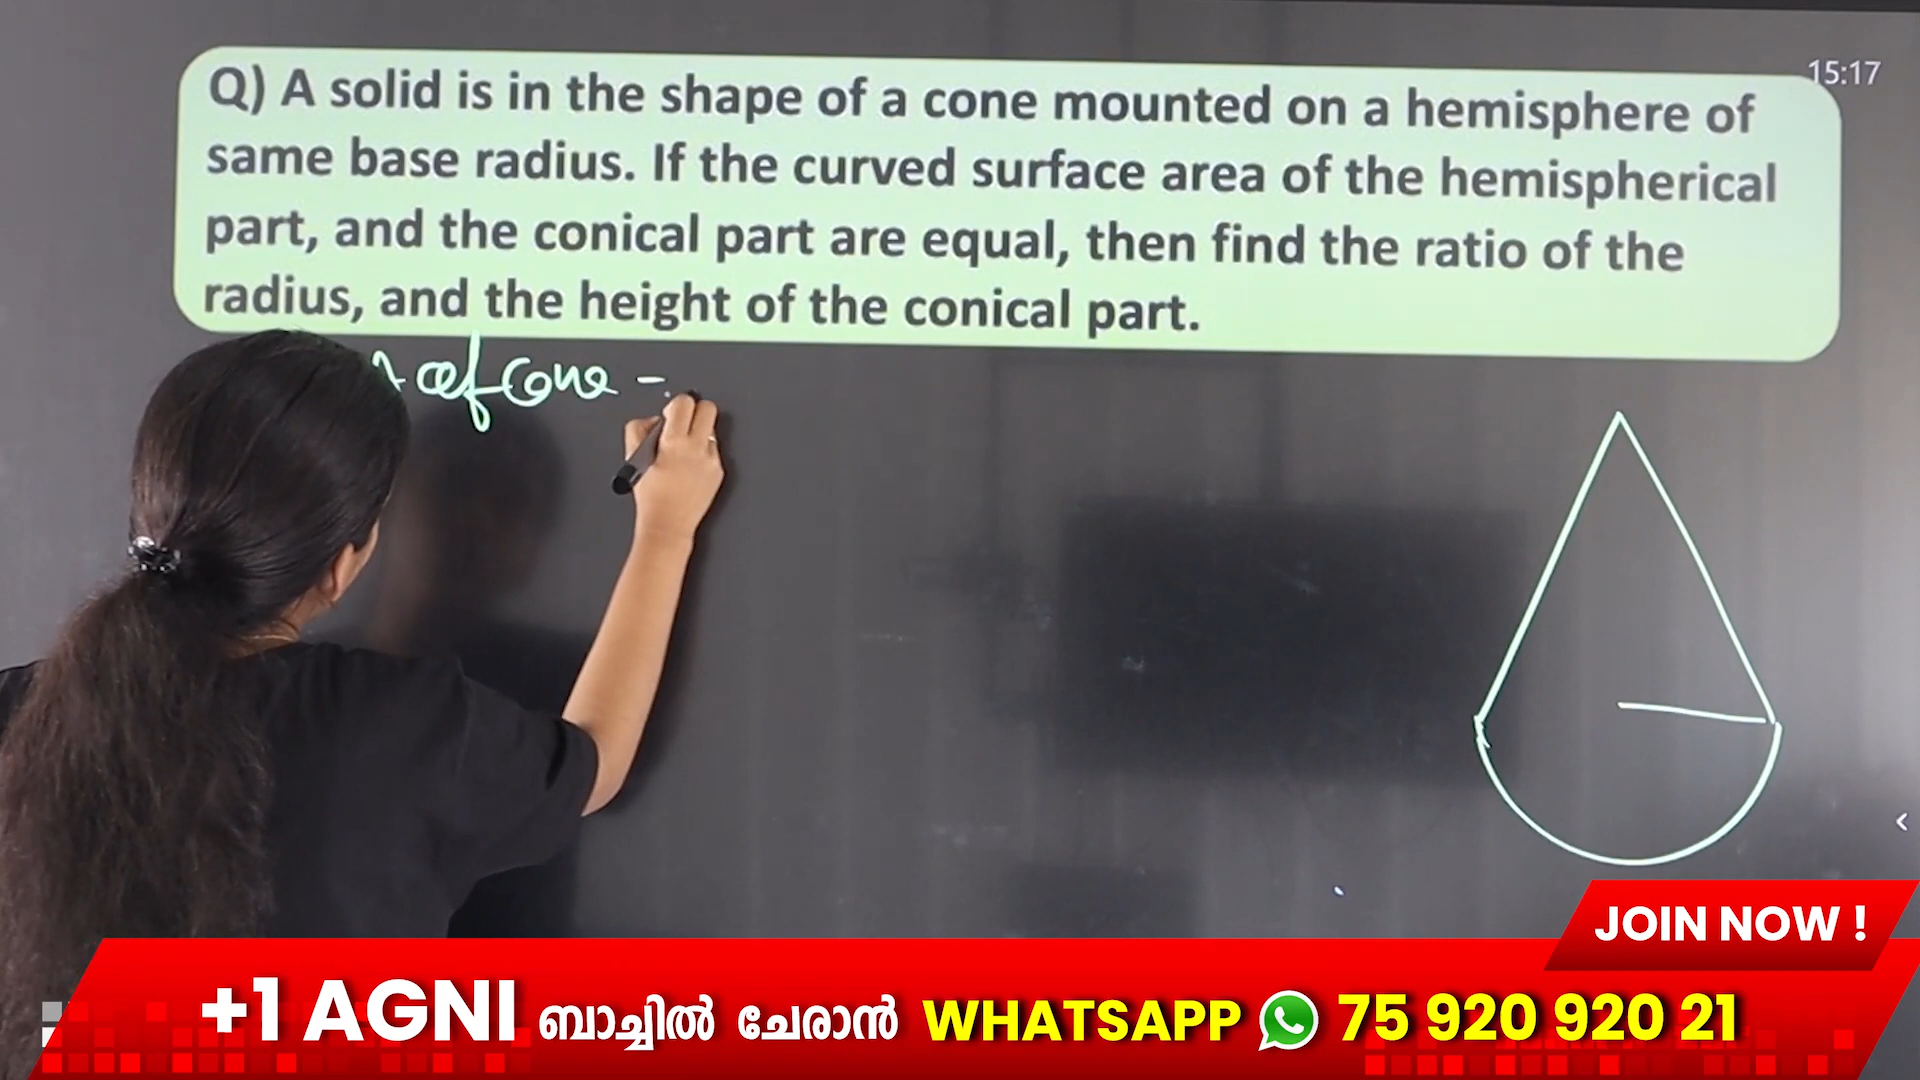 15:17
Q) A solid is in the shape of a cone mounted on a hemisphere of
same base radius. If the curved surface area of the hemispherical
part, and the conical part are equal, then find the ratio of the
radius, and the height of the conical part.
of Cone -
JOIN NOW !
+1 AGNI ബാച്ചിൽ ചേരാൻ WHATSAPP 75 920 920 21